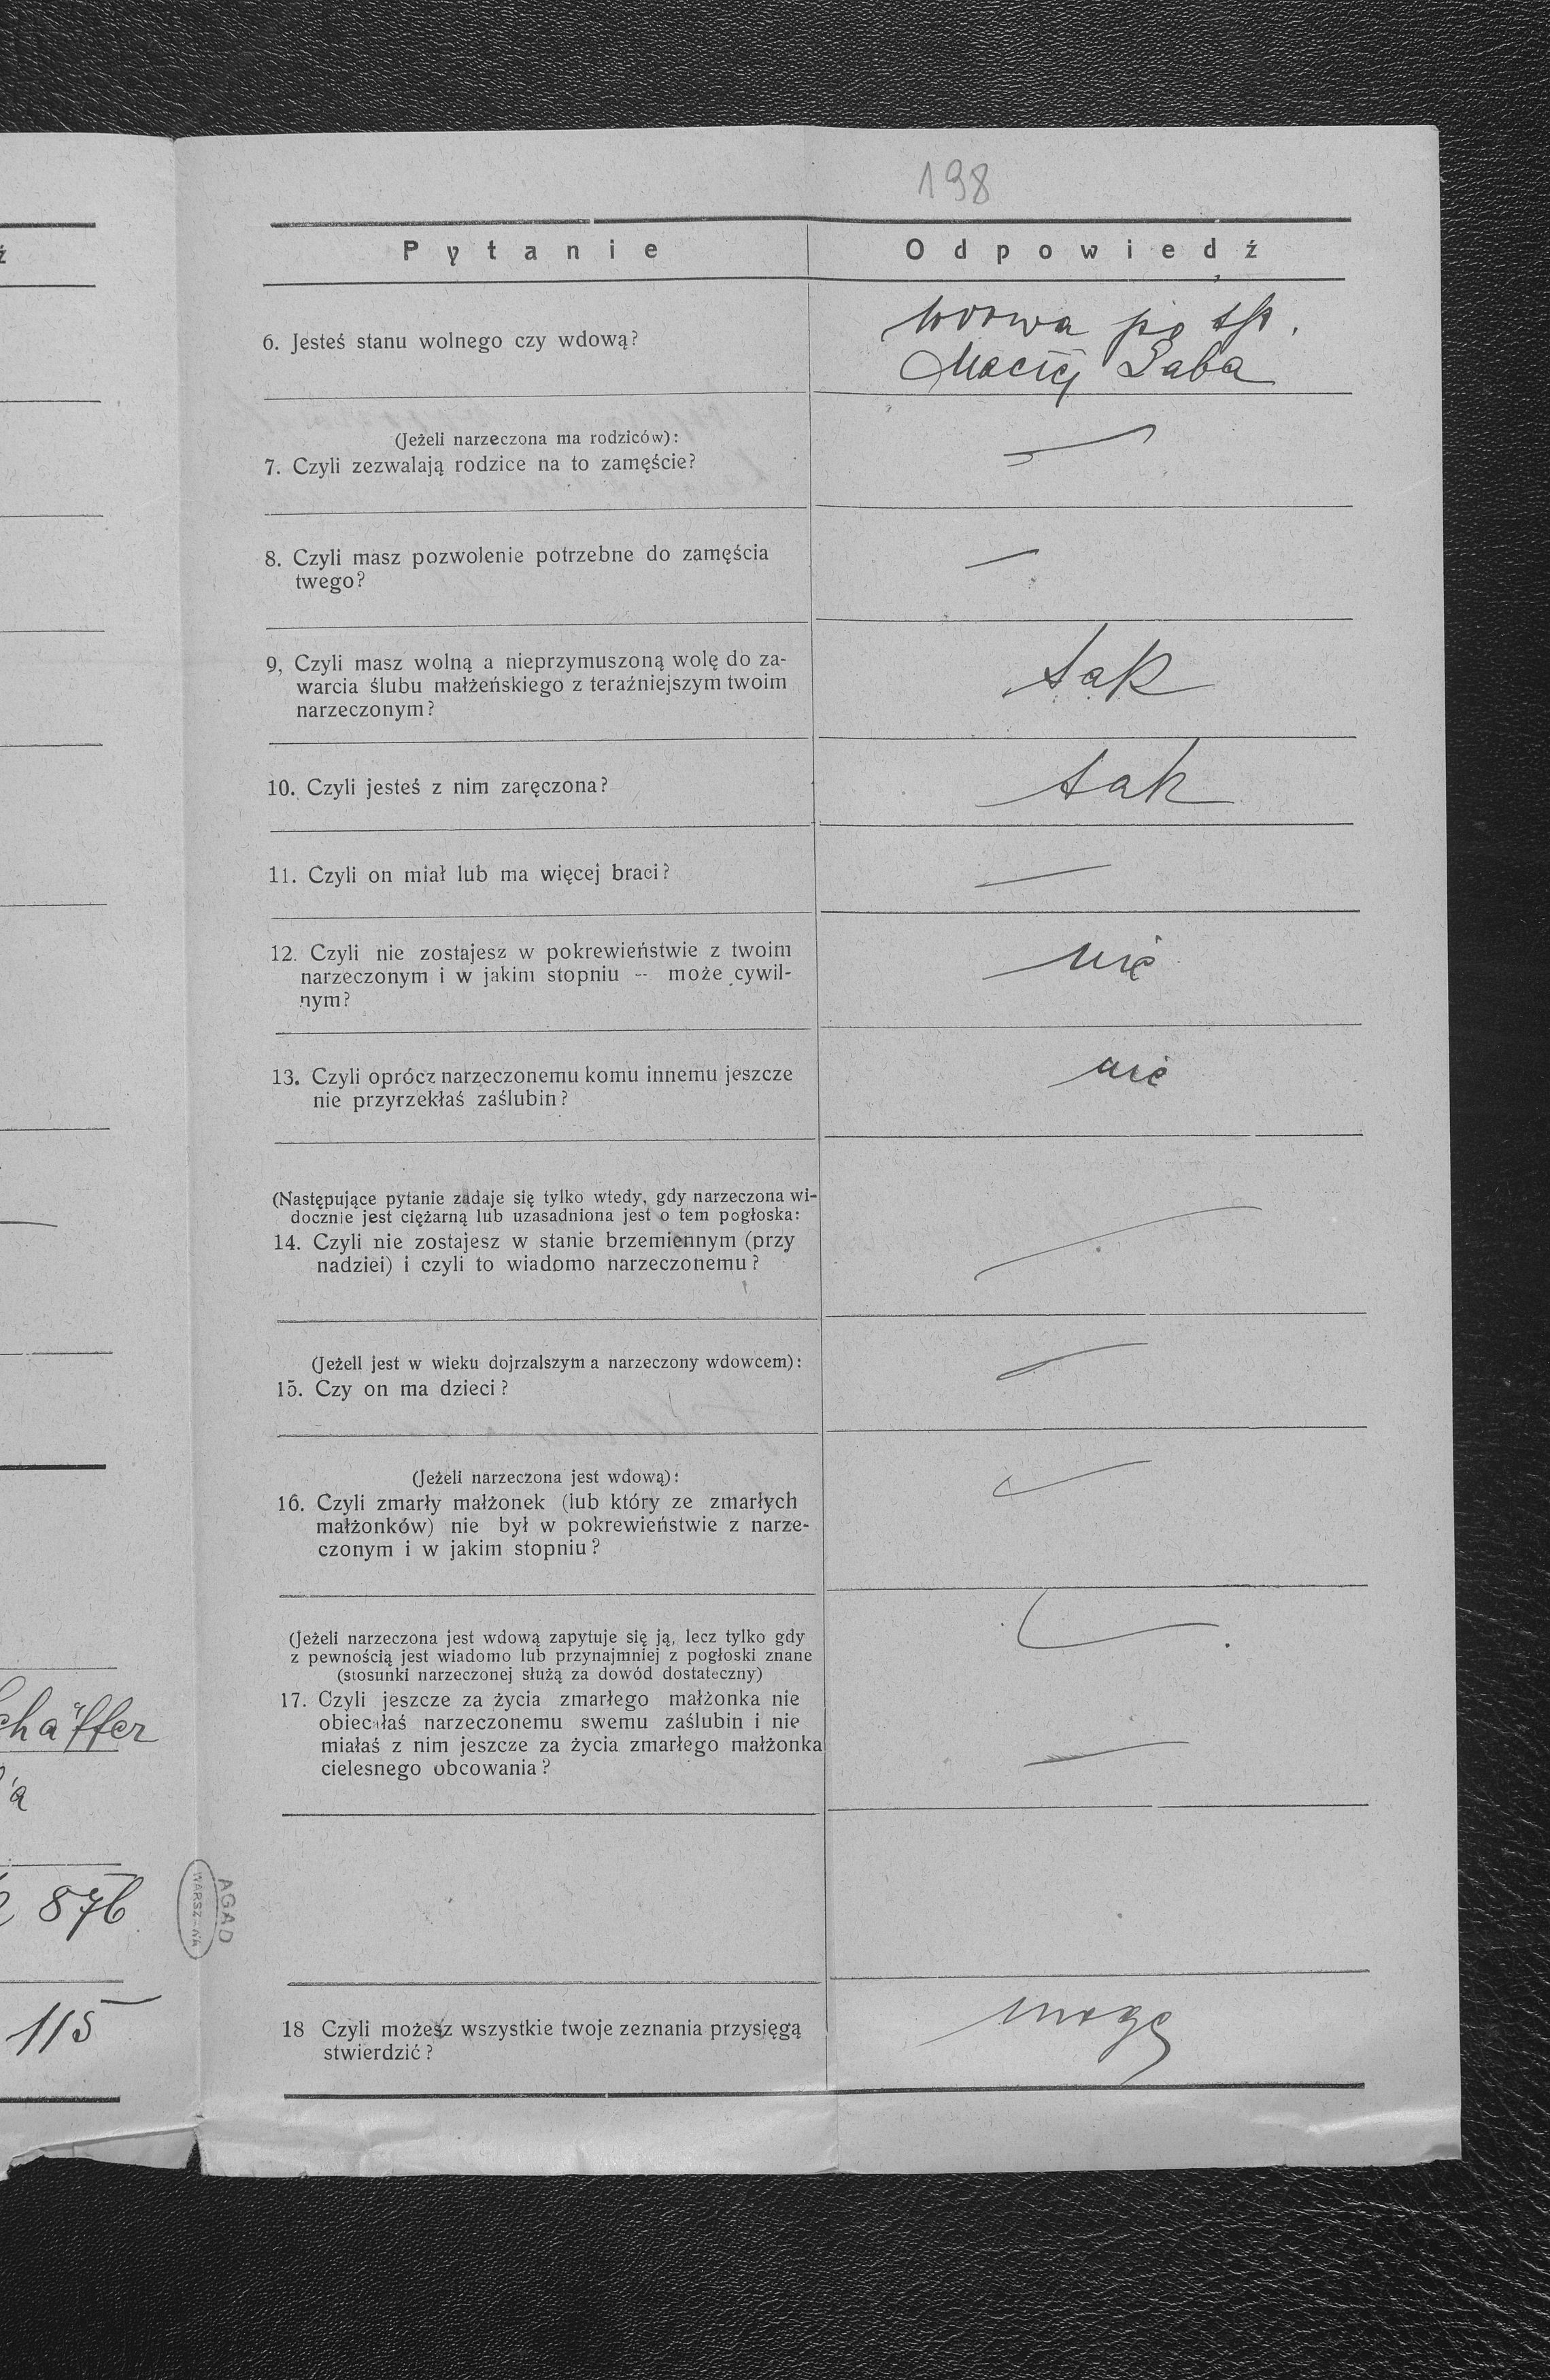 198
ź
Pytanie Odpowiedź
6. Jesteś stanu wolnego czy wdową?
wdowa po śp.
Maciej Baba
(Jeżeli narzeczona ma rodziców):
7. Czyli zezwalają rodzice na to zamęście?
—
8. Czyli masz pozwolenie potrzebne do zamęścia
twego?
—
9, Czyli masz wolną a nieprzymuszoną wolę do za-
warcia ślubu małżeńskiego z teraźniejszym twoim
narzeczonym?
tak
10. Czyli jesteś z nim zaręczona?
tak
11. Czyli on miał lub ma więcej braci?
—
12. Czyli nie zostajesz w pokrewieństwie z twoim
narzeczonym i w jakim stopniu -- może cywil-
nym?
nie
13. Czyli oprócz narzeczonemu komu innemu jeszcze
nie przyrzekłaś zaślubin?
nie
(Następujące pytanie zadaje się tylko wtedy, gdy narzeczona wi-
docznie jest ciężarną lub uzasadniona jest o tem pogłoska:
14. Czyli nie zostajesz w stanie brzemiennym (przy
nadziei) i czyli to wiadomo narzeczonemu?
—
(Jeżeli jest w wieku dojrzalszym a narzeczony wdowcem):
15. Czy on ma dzieci?
—
(Jeżeli narzeczona jest wdową):
16. Czyli zmarły małżonek (lub który ze zmarłych
małżonków) nie był w pokrewieństwie z narze-
czonym i w jakim stopniu?
—
(Jeżeli narzeczona jest wdową zapytuje się ją, lecz tylko gdy
z pewnością jest wiadomo lub przynajmniej z pogłoski znane
(stosunki narzeczonej służą za dowód dostateczny)
17. Czyli jeszcze za życia zmarłego małżonka nie
obiecałaś narzeczonemu swemu zaślubin i nie
miałaś z nim jeszcze za życia zmarłego małżonka
cielesnego obcowania?
—
18 Czyli możesz wszystkie twoje zeznania przysięgą
stwierdzić?
mogę
chäffer
876
115
AGAD
WARSZAWA